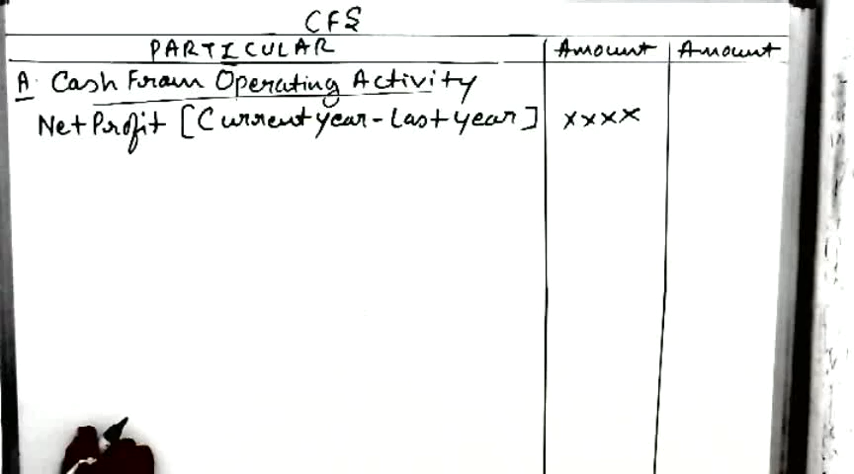 CFS
PARTICULAR Amount Amount
A. Cash From Operating Activity
Net Profit [Current year - Last year] xxxx